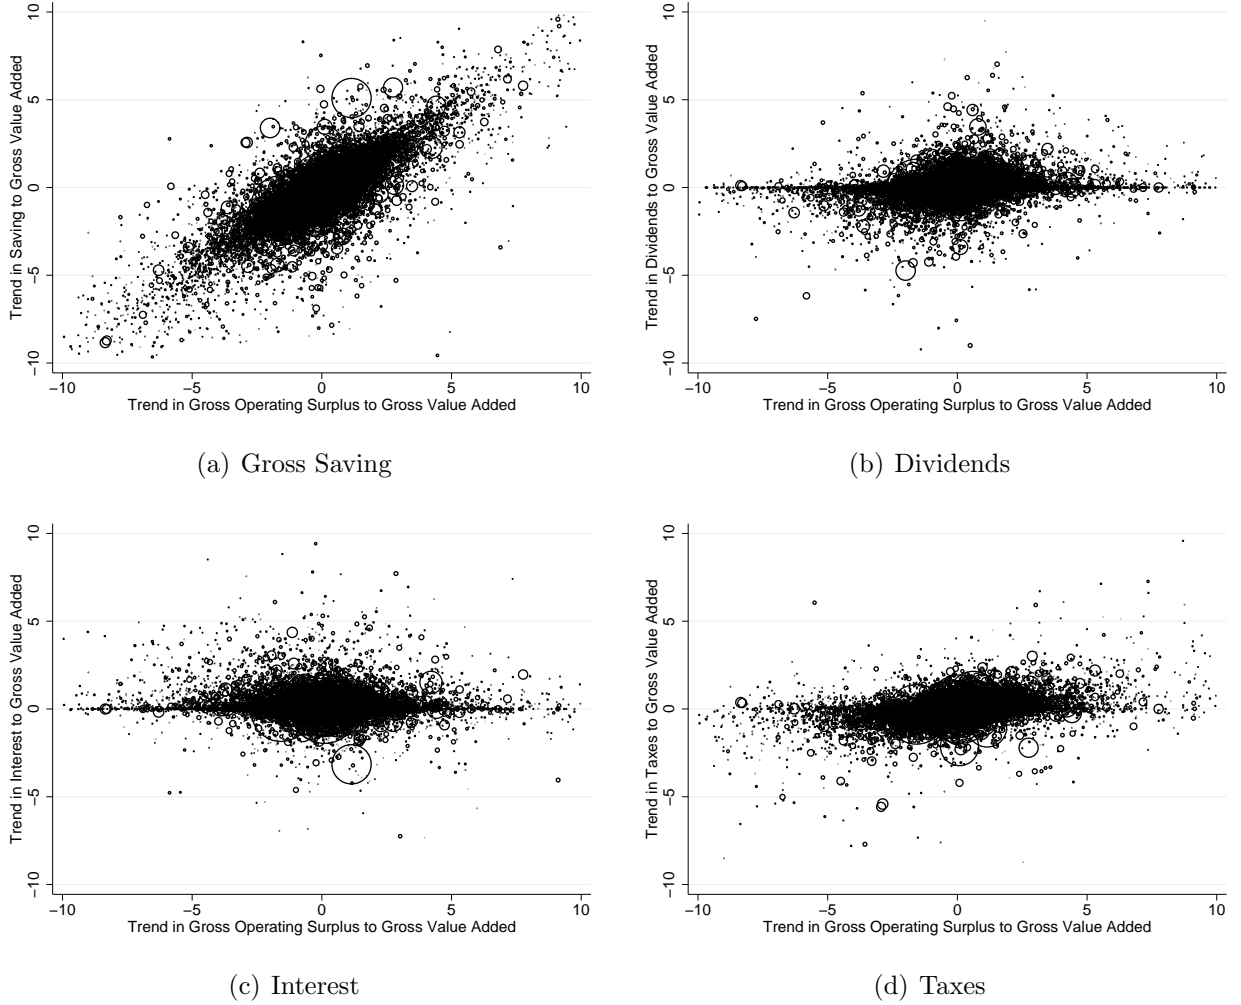 Trend in Saving to Gross Value Added
10
5
0
−5
−10
−10 −5 0 5 10
Trend in Gross Operating Surplus to Gross Value Added
(a) Gross Saving
Trend in Dividends to Gross Value Added
10
5
0
−5
−10
−10 −5 0 5 10
Trend in Gross Operating Surplus to Gross Value Added
(b) Dividends
Trend in Interest to Gross Value Added
10
5
0
−5
−10
−10 −5 0 5 10
Trend in Gross Operating Surplus to Gross Value Added
(c) Interest
Trend in Taxes to Gross Value Added
10
5
0
−5
−10
−10 −5 0 5 10
Trend in Gross Operating Surplus to Gross Value Added
(d) Taxes